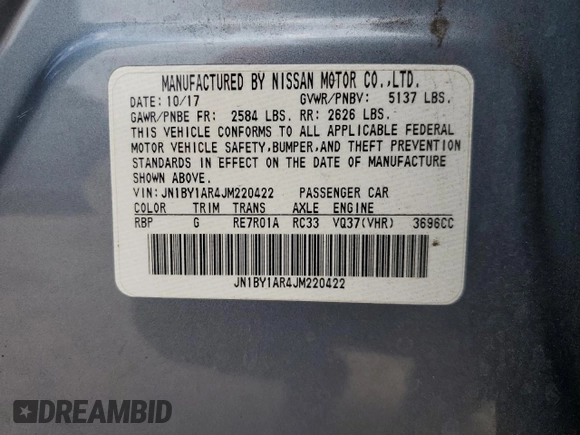 MANUFACTURED BY NISSAN MOTOR CO.,LTD.
DATE: 10/17 GVWR/PNBV: 5137 LBS.
GAWR/PNBE FR: 2584 LBS. RR: 2626 LBS.
THIS VEHICLE CONFORMS TO ALL APPLICABLE FEDERAL
MOTOR VEHICLE SAFETY,BUMPER,AND THEFT PREVENTION
STANDARDS IN EFFECT ON THE DATE OF MANUFACTURE
SHOWN ABOVE.
VIN: JN1BY1AR4JM220422 PASSENGER CAR
COLOR TRIM TRANS AXLE ENGINE
RBP G RE7R01A RC33 VQ37(VHR) 3696CC
JN1BY1AR4JM220422
DREAMBID